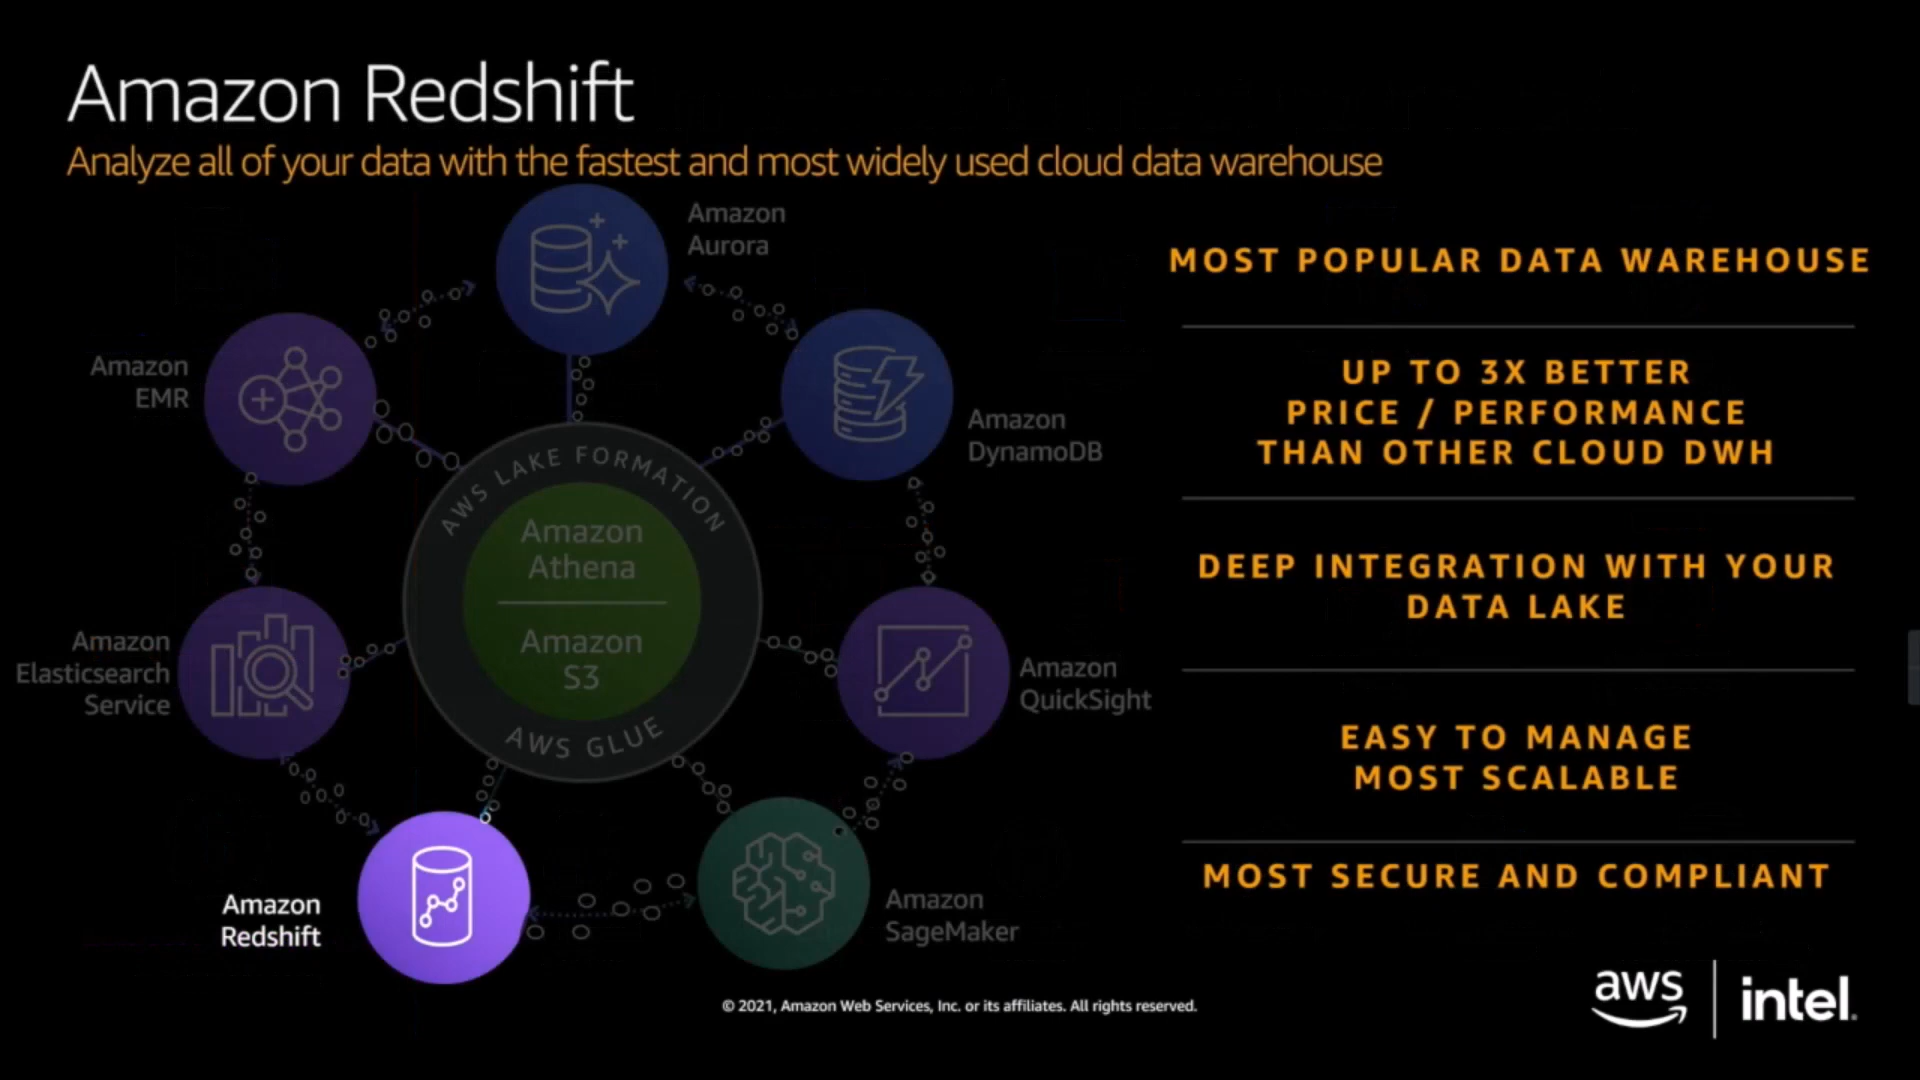 Amazon Redshift
Analyze all of your data with the fastest and most widely used cloud data warehouse
Amazon
Aurora
Amazon
EMR
Amazon
DynamoDB
AWS LAKE FORMATION
Amazon
Athena
Amazon
S3
AWS GLUE
Amazon
Elasticsearch
Service
Amazon
QuickSight
Amazon
Redshift
Amazon
SageMaker
MOST POPULAR DATA WAREHOUSE
UP TO 3X BETTER
PRICE / PERFORMANCE
THAN OTHER CLOUD DWH
DEEP INTEGRATION WITH YOUR
DATA LAKE
EASY TO MANAGE
MOST SCALABLE
MOST SECURE AND COMPLIANT
© 2021, Amazon Web Services, Inc. or its affiliates. All rights reserved.
aws
intel.